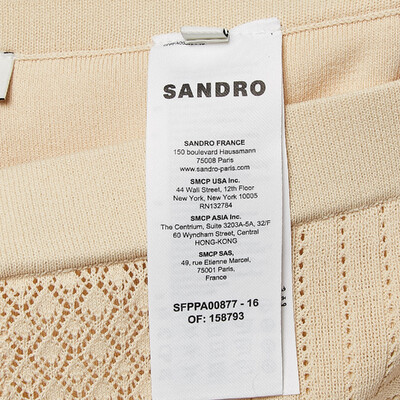 SANDRO
SANDRO FRANCE
150 boulevard Haussmann
75008 Paris
www.sandro-paris.com
SMCP USA Inc.
44 Wall Street, 12th Floor
New York, New York 10005
RN132784
SMCP ASIA Inc.
The Centrium, Suite 3203A-5A, 32/F
60 Wyndham Street, Central
HONG-KONG
SMCP SAS,
49, rue Etienne Marcel,
75001 Paris,
France
SFPPA00877 - 16
OF: 158793